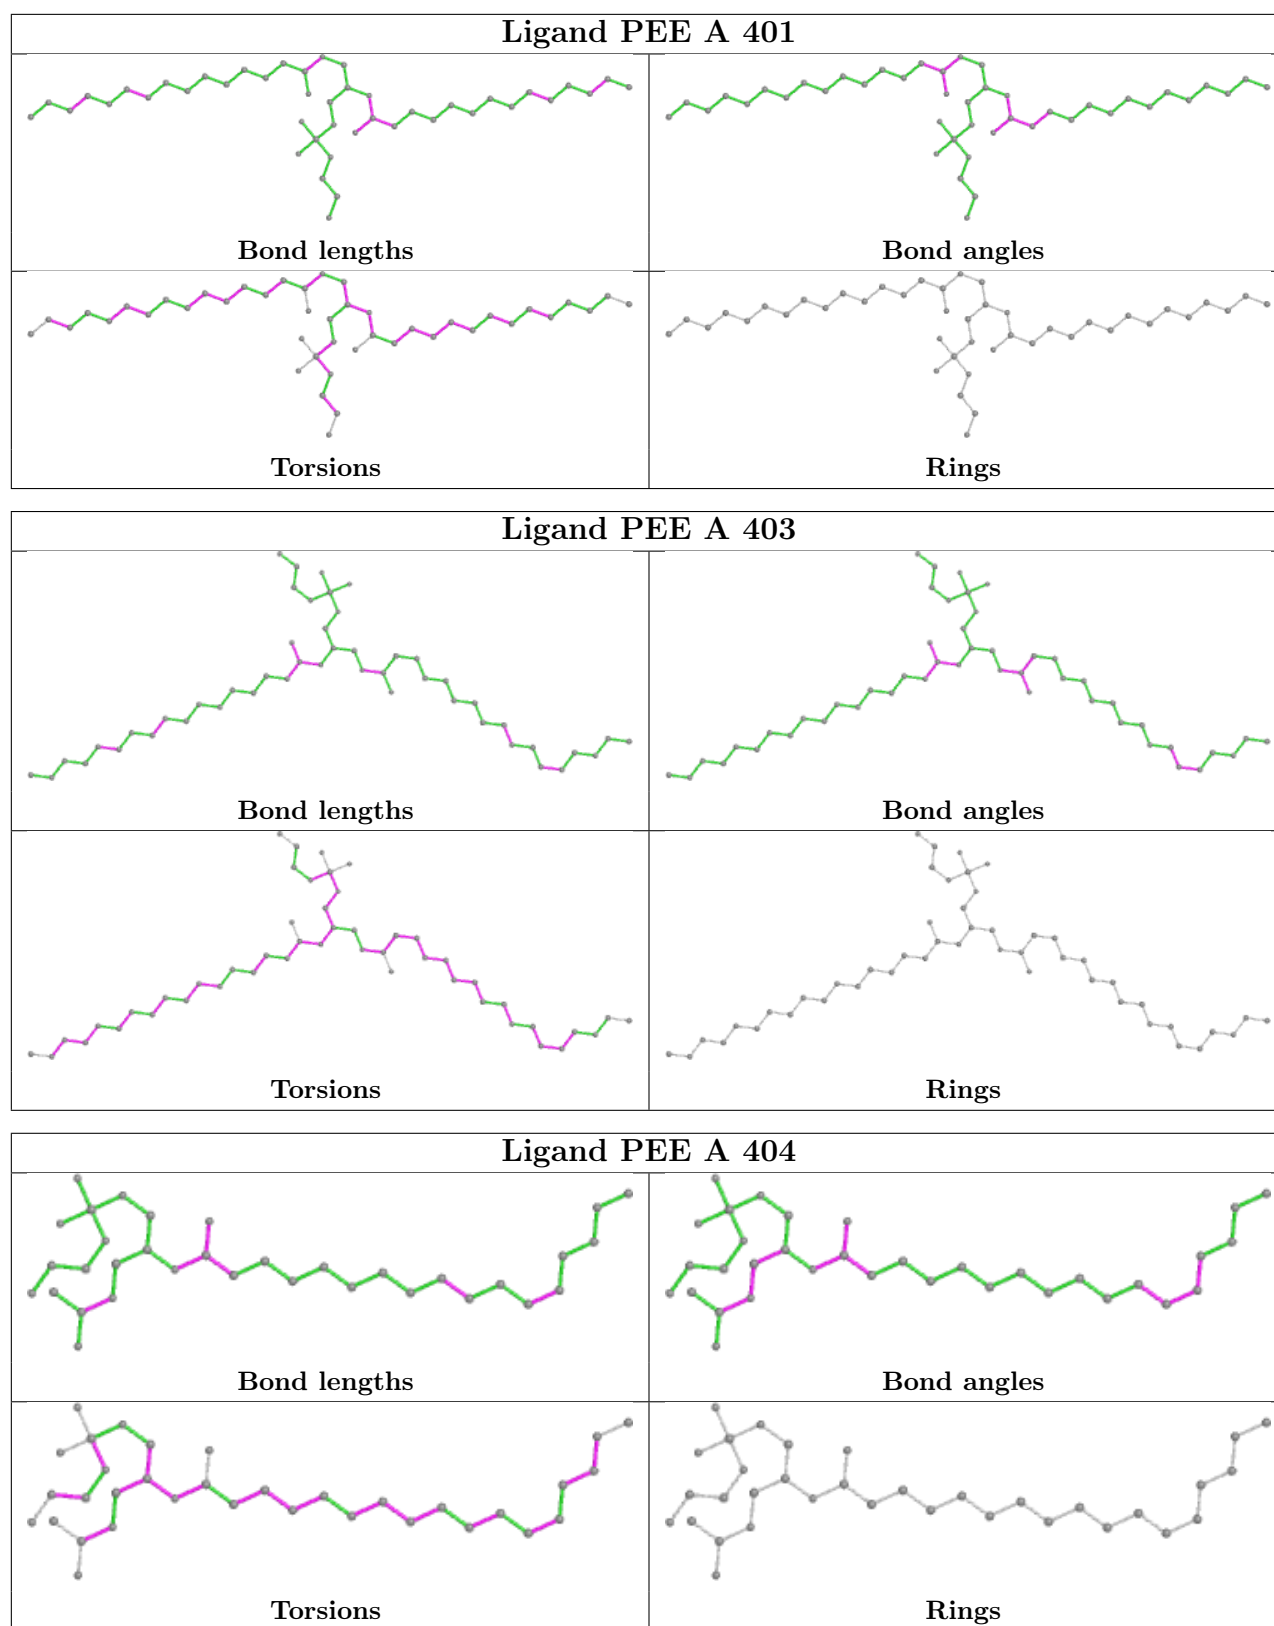 Ligand PEE A 401
Bond lengths
Bond angles
Torsions
Rings
Ligand PEE A 403
Bond lengths
Bond angles
Torsions
Rings
Ligand PEE A 404
Bond lengths
Bond angles
Torsions
Rings